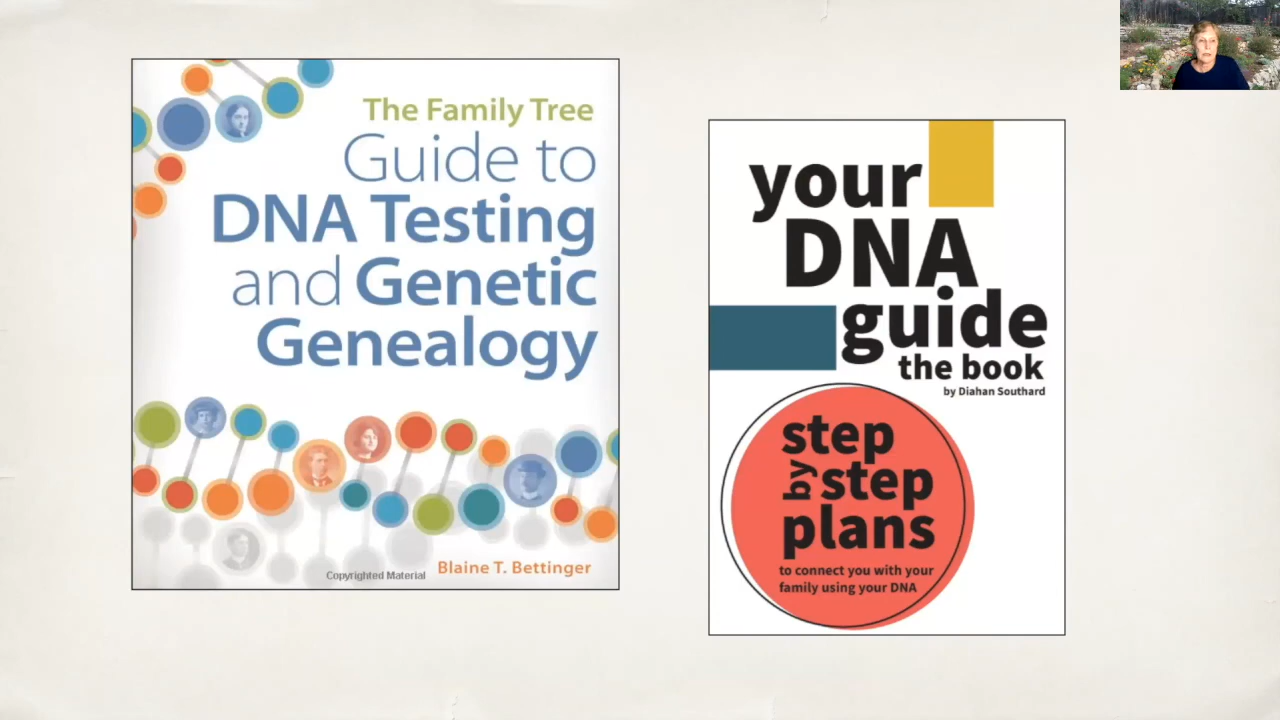 The Family Tree
Guide to
DNA Testing
and Genetic
Genealogy
Copyrighted Material
Blaine T. Bettinger
your
DNA
guide
the book
by Diahan Southard
step
by step
plans
to connect you with your
family using your DNA